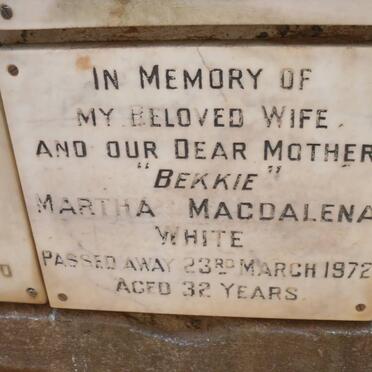 IN MEMORY OF
MY BELOVED WIFE
AND OUR DEAR MOTHER
"BEKKIE"
MARTHA MAGDALENA
WHITE
PASSED AWAY 23RD MARCH 1972
AGED 32 YEARS.